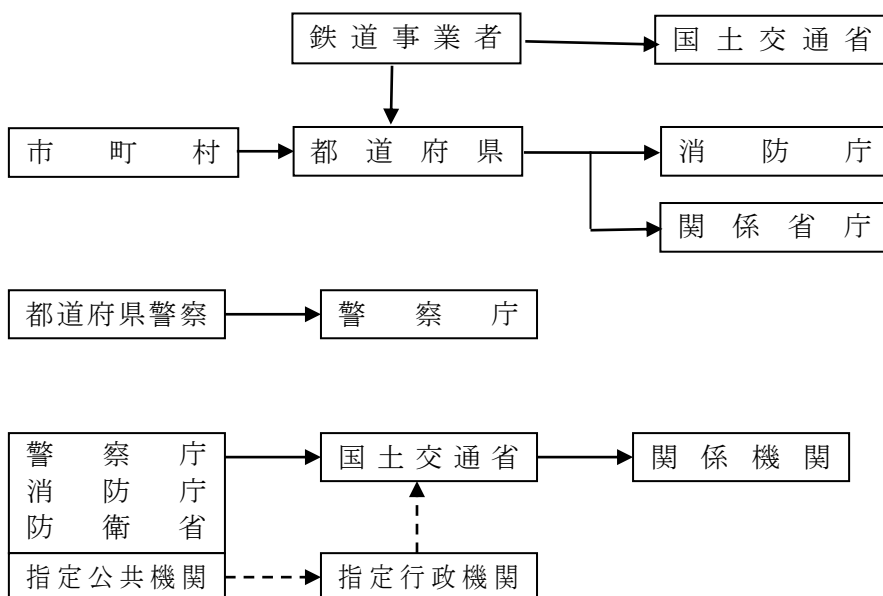 鉄道事業者
国土交通省
市町村
都道府県
消防庁
関係省庁
都道府県警察
警察庁
警察庁
消防庁
防衛省
国土交通省
関係機関
指定公共機関
指定行政機関